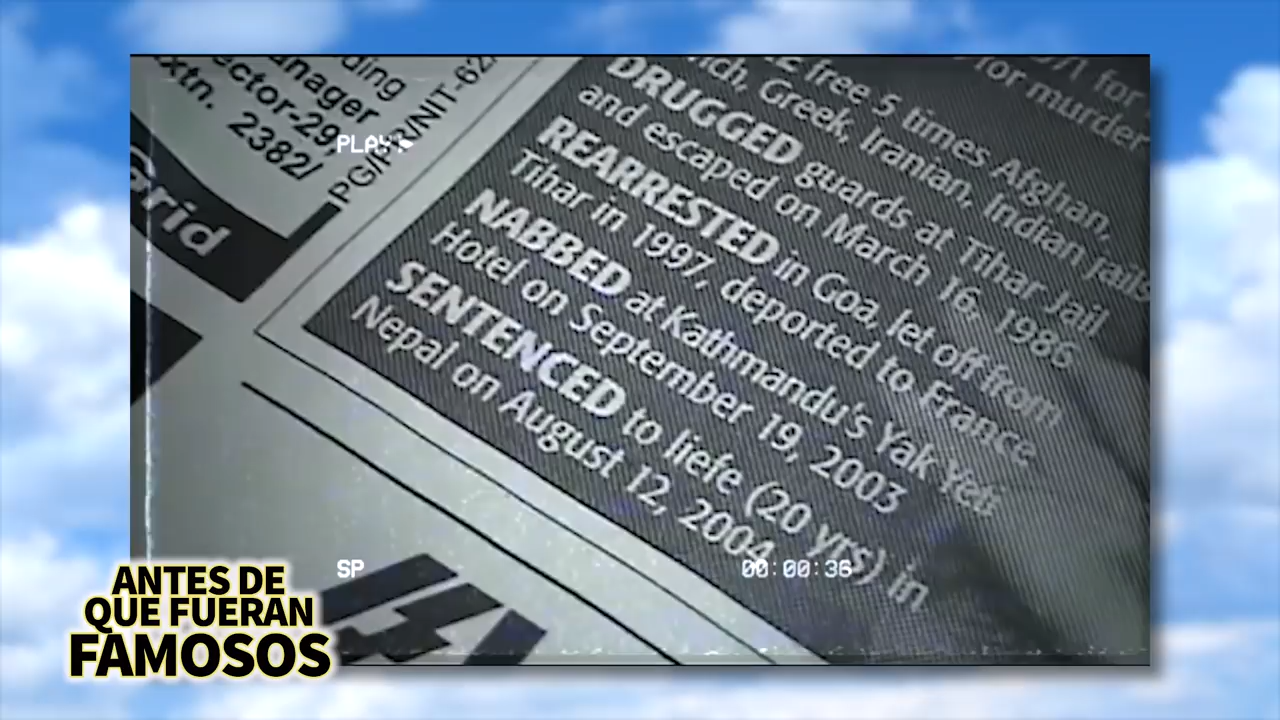 ding
anager
ector-29,
xtn. 2382/
PG/PR/NIT-62/
Grid
PLAY
1971 for
for murder
free 5 times Afghan,
Greek, Iranian, Indian jails
DRUGGED guards at Tihar Jail
and escaped on March 16, 1986
REARRESTED in Goa, let off from
Tihar in 1997, deported to France
NABBED at Kathmandu's Yak Yeti
Hotel on September 19, 2003
SENTENCED to liefe (20 yrs) in
Nepal on August 12, 2004
SP
00:00:36
ANTES DE
QUE FUERAN
FAMOSOS